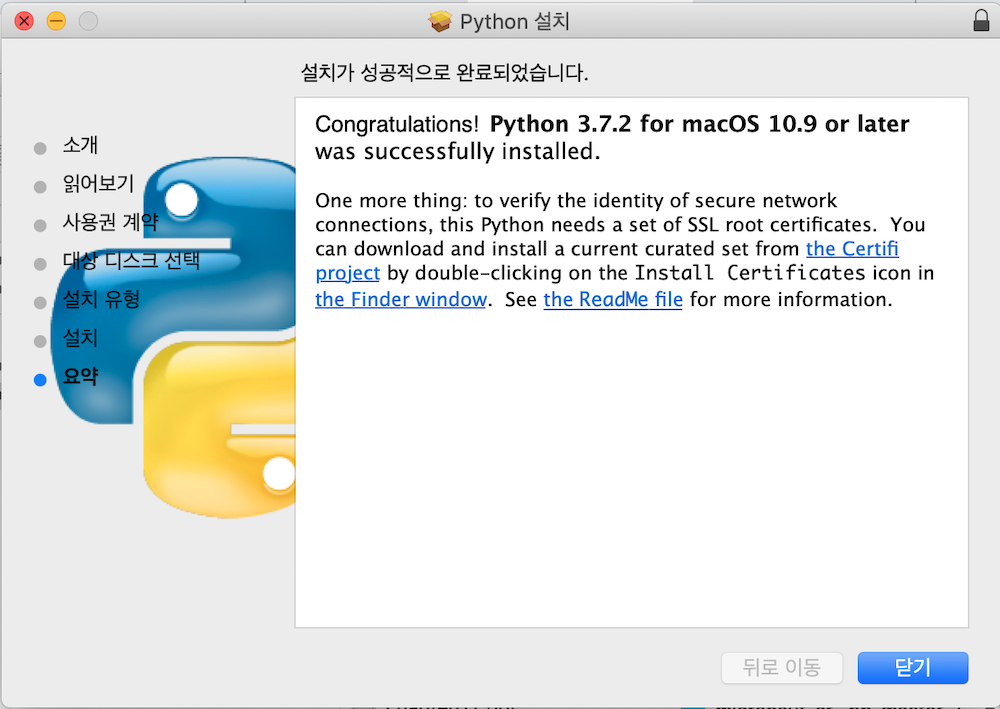 Python 설치
설치가 성공적으로 완료되었습니다.
소개
읽어보기
사용권 계약
대상 디스크 선택
설치 유형
설치
요약
Congratulations! Python 3.7.2 for macOS 10.9 or later
was successfully installed.
One more thing: to verify the identity of secure network
connections, this Python needs a set of SSL root certificates. You
can download and install a current curated set from the Certifi
project by double-clicking on the Install Certificates icon in
the Finder window. See the ReadMe file for more information.
뒤로 이동
닫기